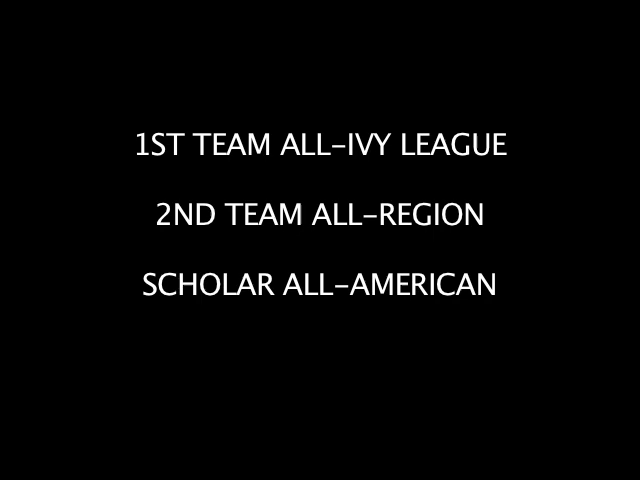 1ST TEAM ALL-IVY LEAGUE
2ND TEAM ALL-REGION
SCHOLAR ALL-AMERICAN